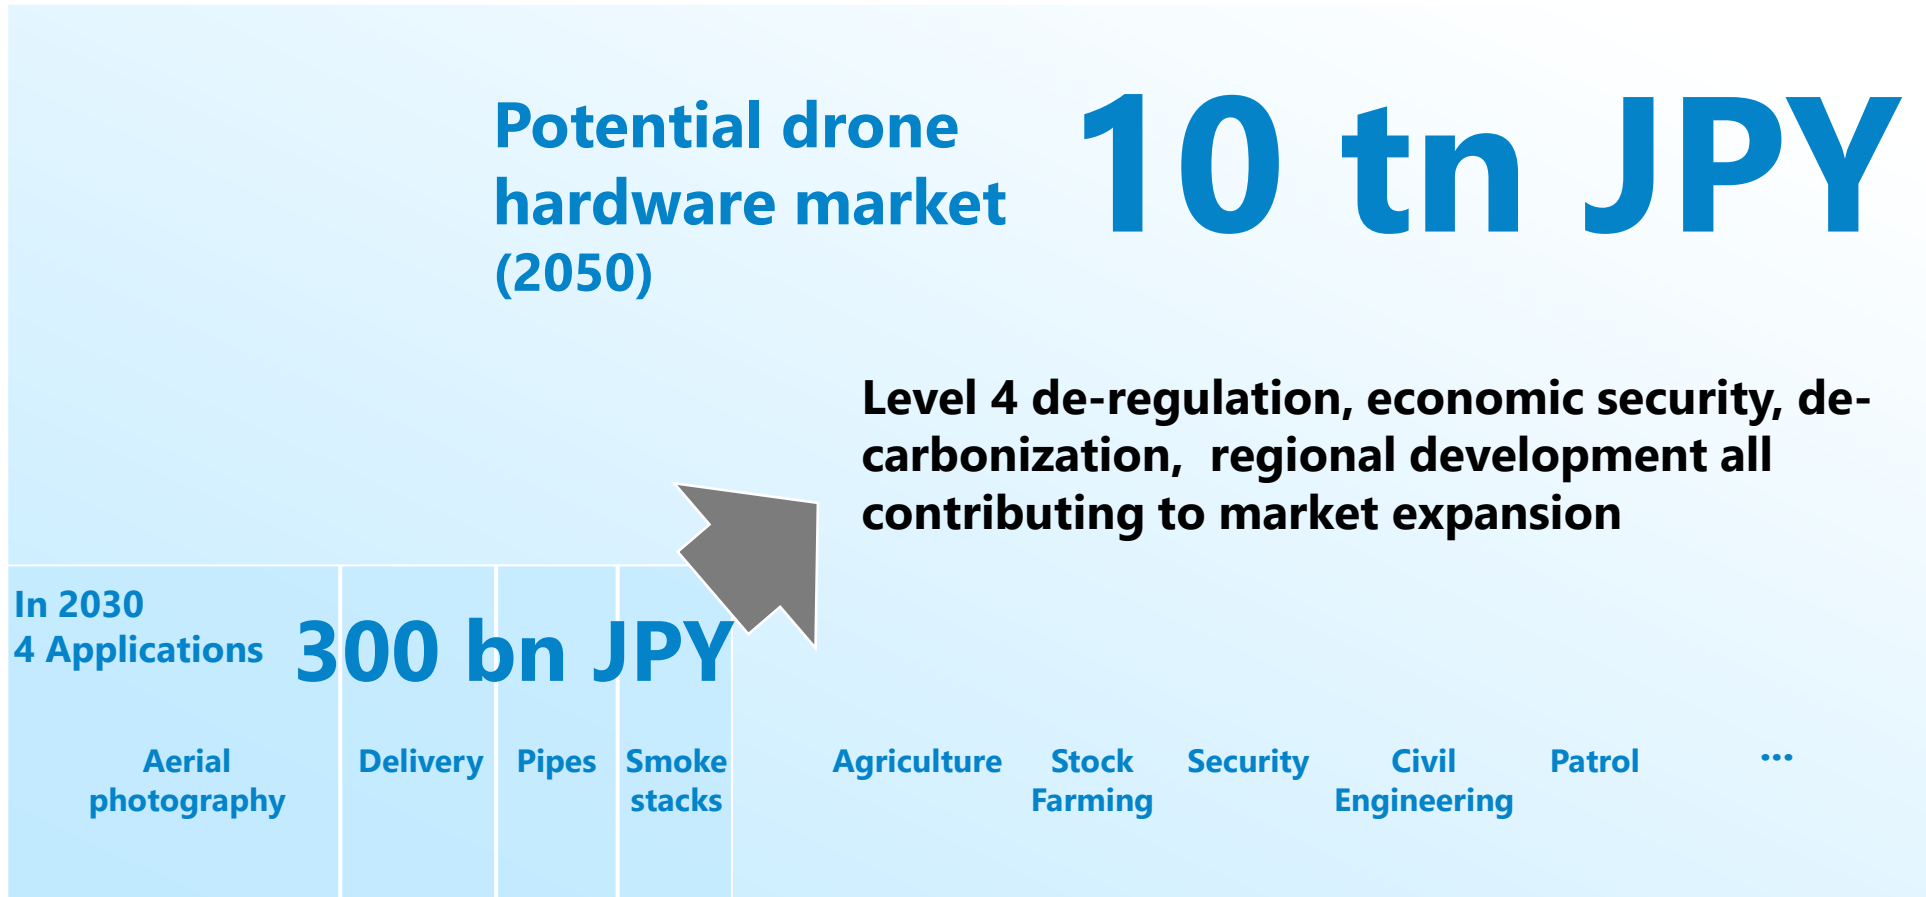 Potential drone
hardware market
(2050)
10 tn JPY
Level 4 de-regulation, economic security, de-
carbonization,  regional development all
contributing to market expansion
In 2030
4 Applications
300 bn JPY
Aerial
photography
Delivery
Pipes
Smoke
stacks
Agriculture
Stock
Farming
Security
Civil
Engineering
Patrol
...